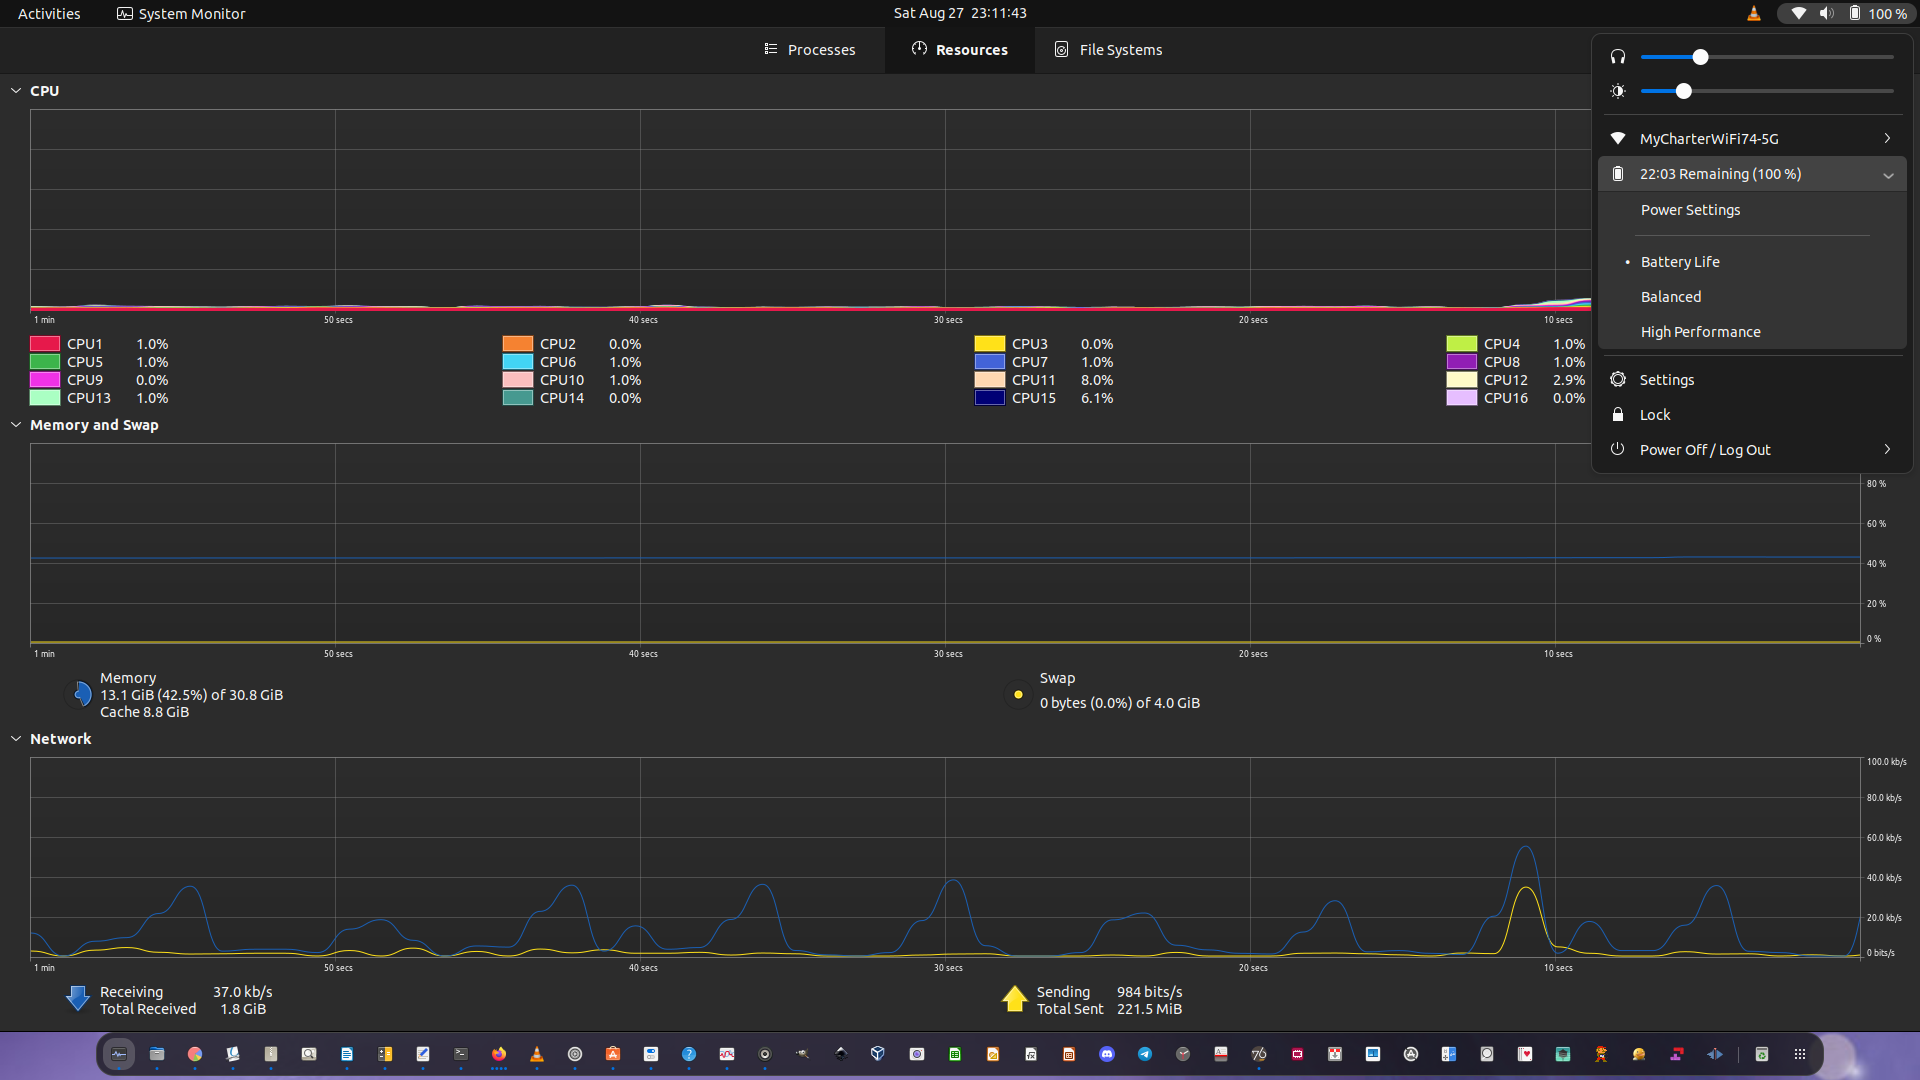 Activities
System Monitor
Sat Aug 27  23:11:43
100 %
Processes
Resources
File Systems
CPU
1 min
50 secs
40 secs
30 secs
20 secs
10 secs
CPU1 1.0%
CPU2 0.0%
CPU3 0.0%
CPU4 1.0%
CPU5 1.0%
CPU6 1.0%
CPU7 1.0%
CPU8 1.0%
CPU9 0.0%
CPU10 1.0%
CPU11 8.0%
CPU12 2.9%
CPU13 1.0%
CPU14 0.0%
CPU15 6.1%
CPU16 0.0%
MyCharterWiFi74-5G
22:03 Remaining (100 %)
Power Settings
Battery Life
Balanced
High Performance
Settings
Lock
Power Off / Log Out
Memory and Swap
80 %
60 %
40 %
20 %
0 %
1 min
50 secs
40 secs
30 secs
20 secs
10 secs
Memory
13.1 GiB (42.5%) of 30.8 GiB
Cache 8.8 GiB
Swap
0 bytes (0.0%) of 4.0 GiB
Network
100.0 kb/s
80.0 kb/s
60.0 kb/s
40.0 kb/s
20.0 kb/s
0 bits/s
1 min
50 secs
40 secs
30 secs
20 secs
10 secs
Receiving 37.0 kb/s
Total Received 1.8 GiB
Sending 984 bits/s
Total Sent 221.5 MiB
76